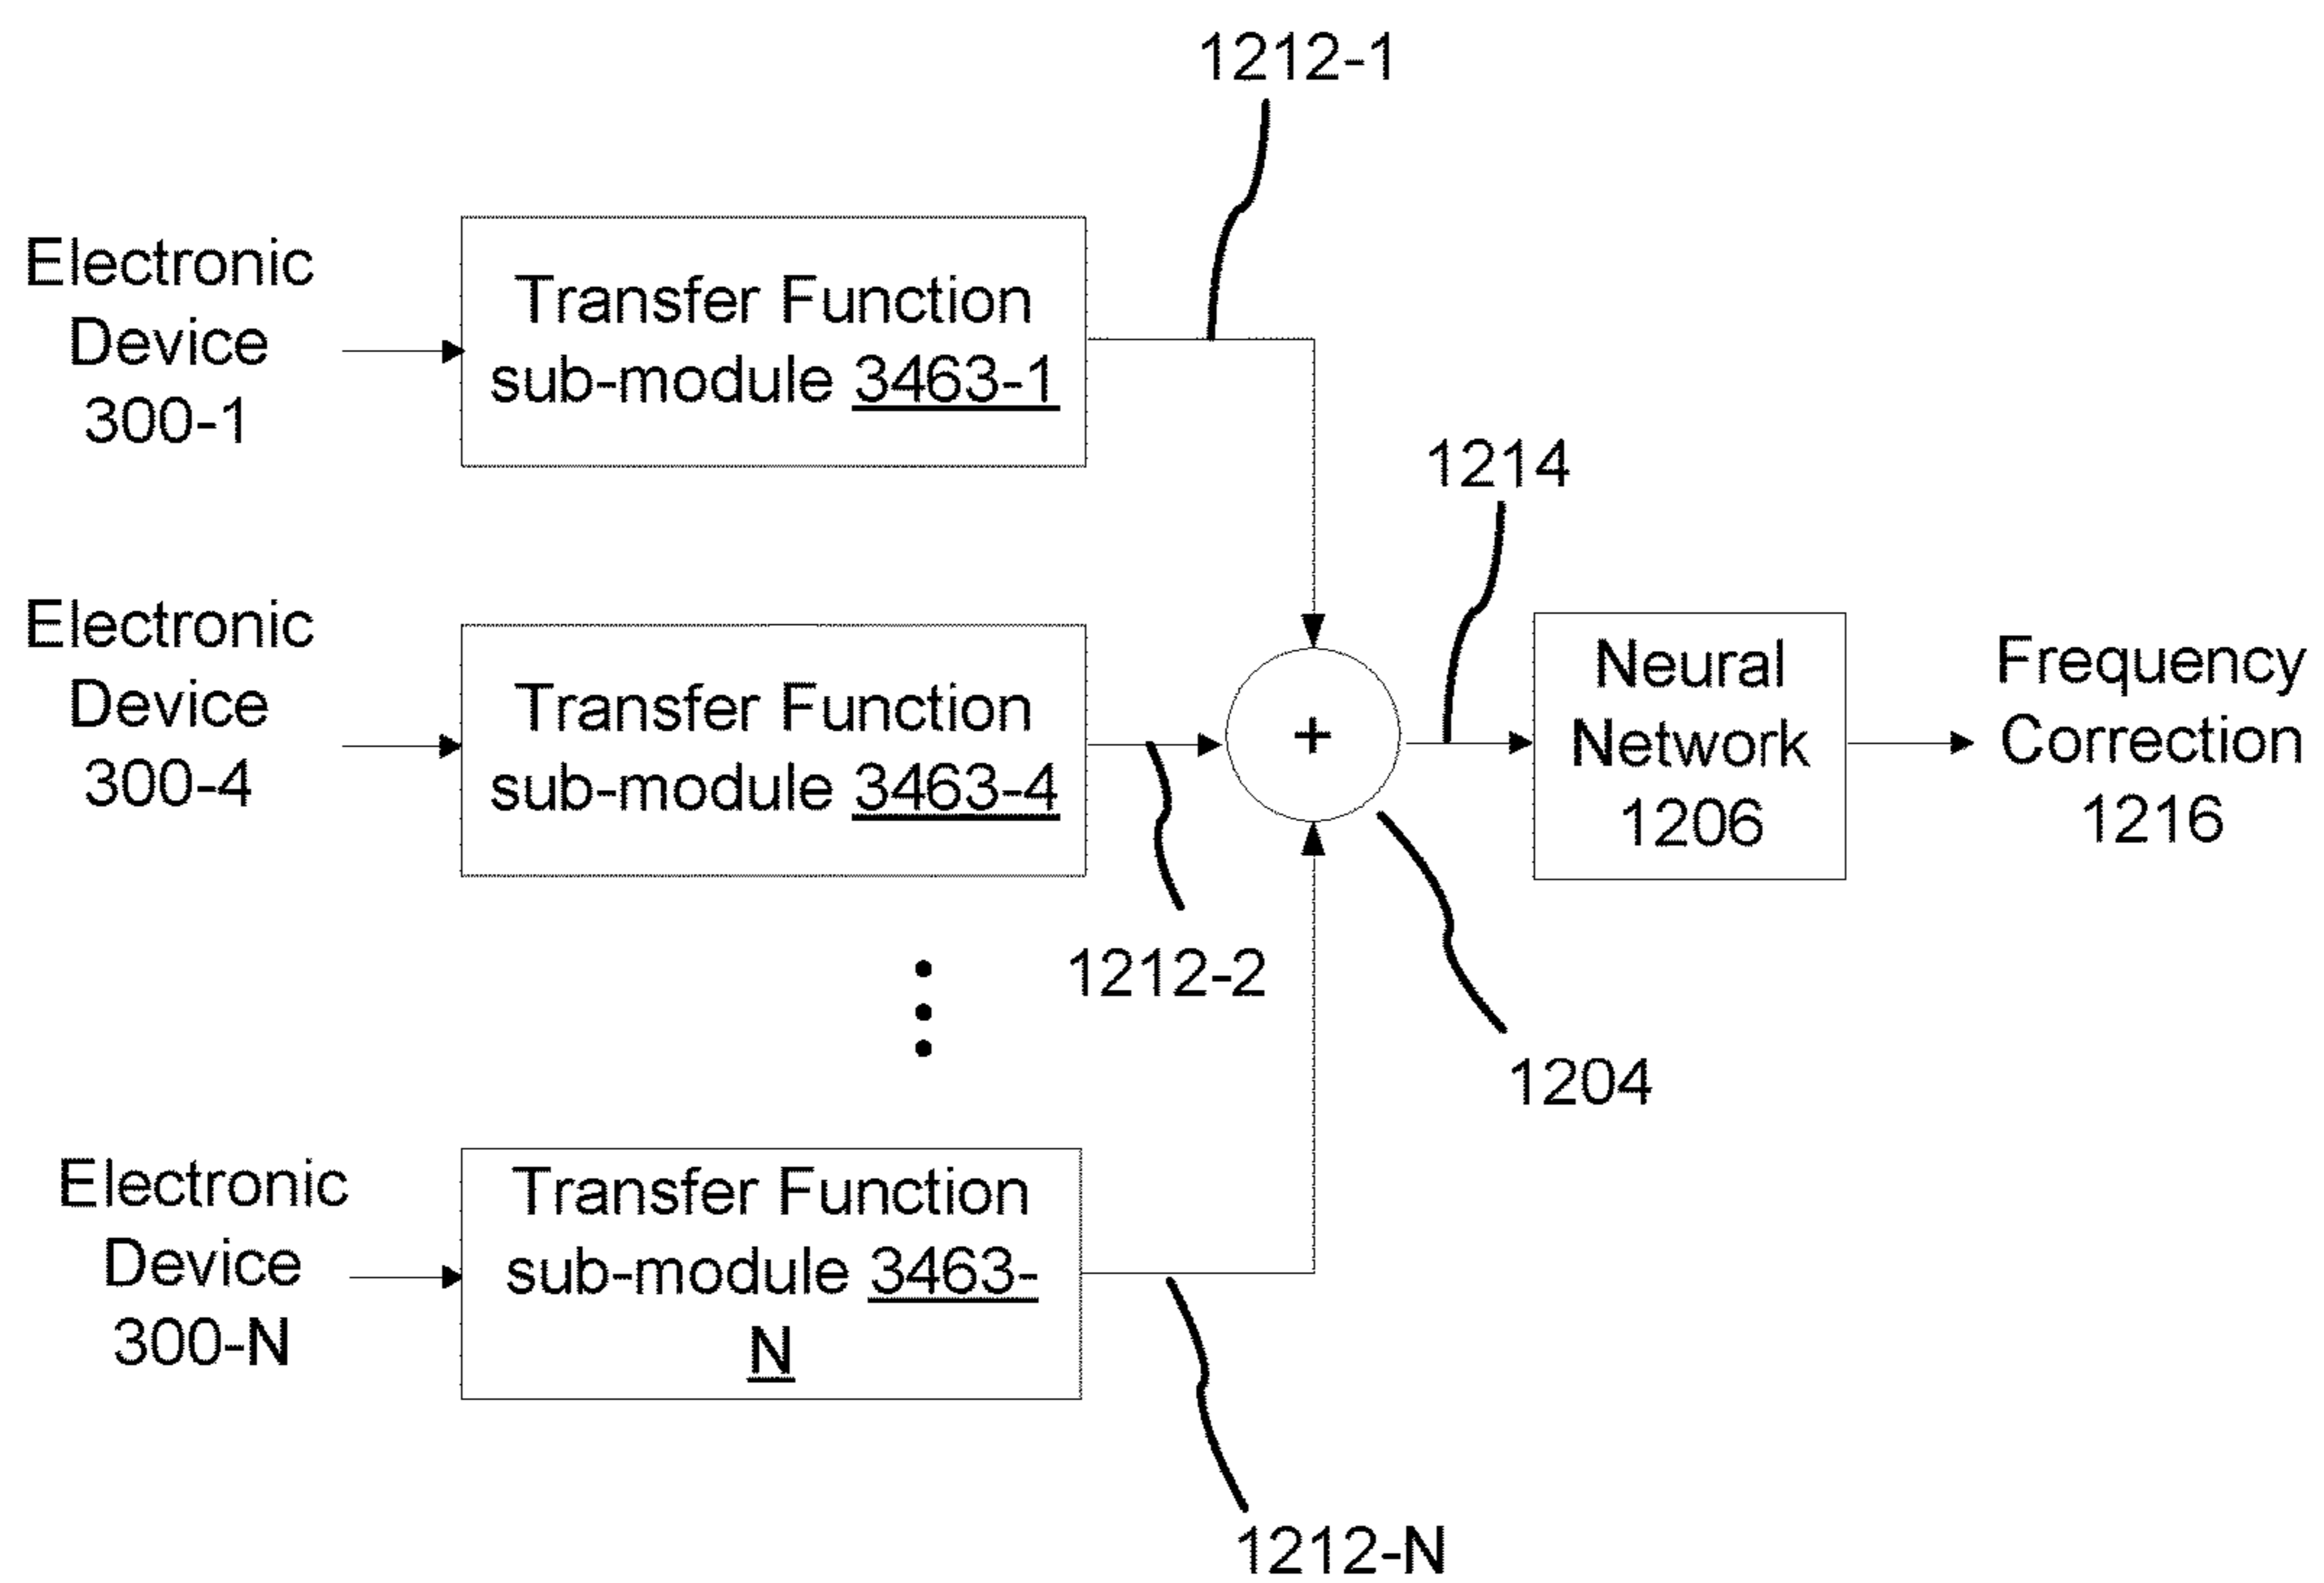 1212-1
Electronic
Device
300-1
Transfer Function
sub-module 3463-1
1214
Electronic
Device
300-4
Transfer Function
sub-module 3463-4
+
Neural
Network
1206
Frequency
Correction
1216
1212-2
1204
Electronic
Device
300-N
Transfer Function
sub-module 3463-
N
1212-N